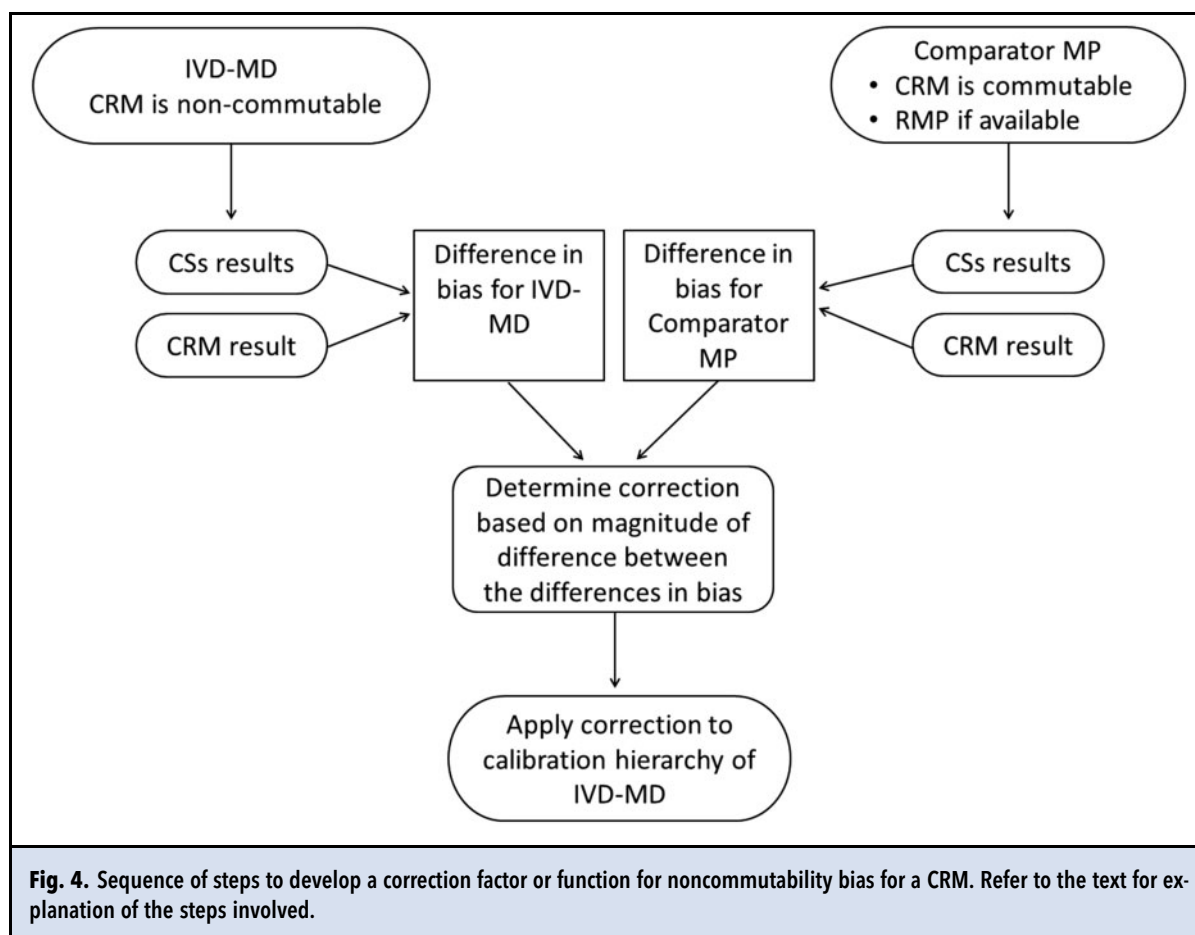 IVD-MD
CRM is non-commutable
Comparator MP
• CRM is commutable
• RMP if available
CSs results
CRM result
Difference in
bias for IVD-
MD
Difference in
bias for
Comparator
MP
CSs results
CRM result
Determine correction
based on magnitude of
difference between
the differences in bias
Apply correction to
calibration hierarchy of
IVD-MD
Fig. 4. Sequence of steps to develop a correction factor or function for noncommutability bias for a CRM. Refer to the text for ex-
planation of the steps involved.